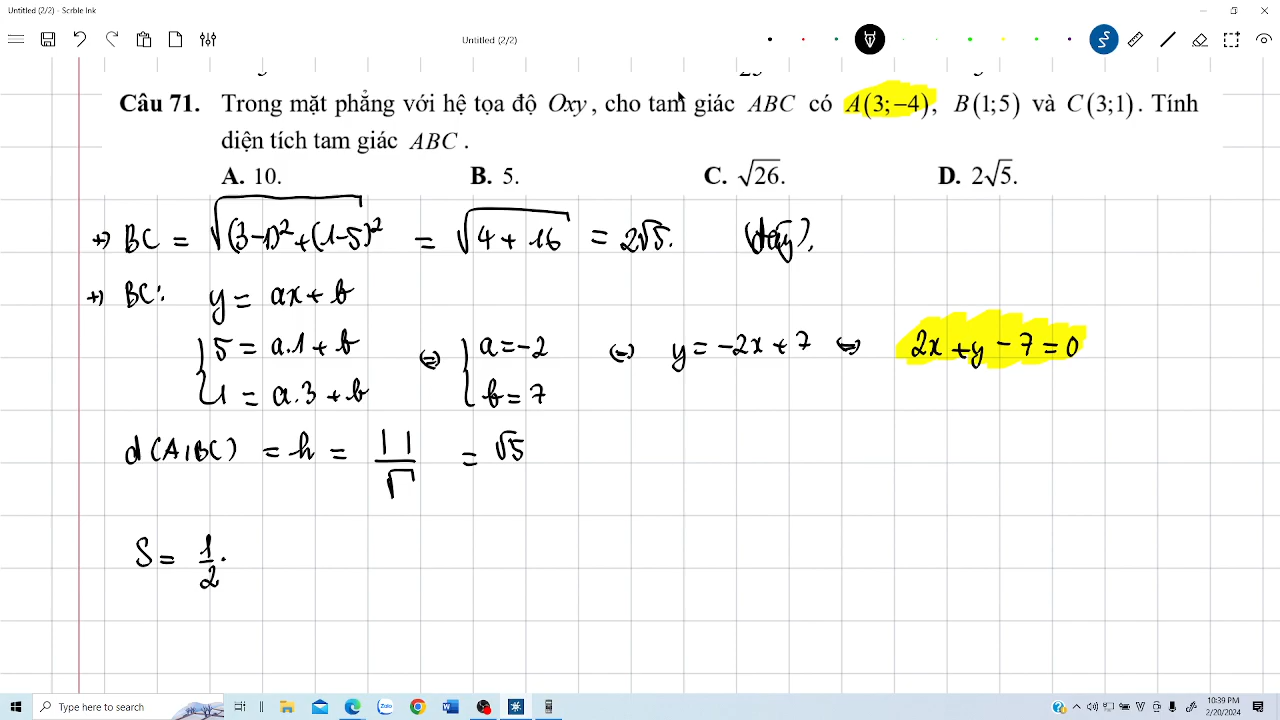 Untitled (2/2) - Scrble Ink
Untitled (2/2)
Câu 71. Trong mặt phẳng với hệ tọa độ Oxy, cho tam giác ABC có A(3;−4), B(1;5) và C(3;1). Tính
diện tích tam giác ABC.
A. 10. B. 5. C. √26. D. 2√5.
+) BC = √((3−1)²+(1−5)²) = √(4+16) = 2√5. (đáy).
+) BC: y = ax + b
{ 5 = a.1 + b ⇔ { a = −2 ⇔ y = −2x + 7 ⇔ 2x + y − 7 = 0
1 = a.3 + b b = 7
d(A,BC) = h = | | / √ = √5
S = 1/2 .
Type here to search
10:39 PM
2/20/2024